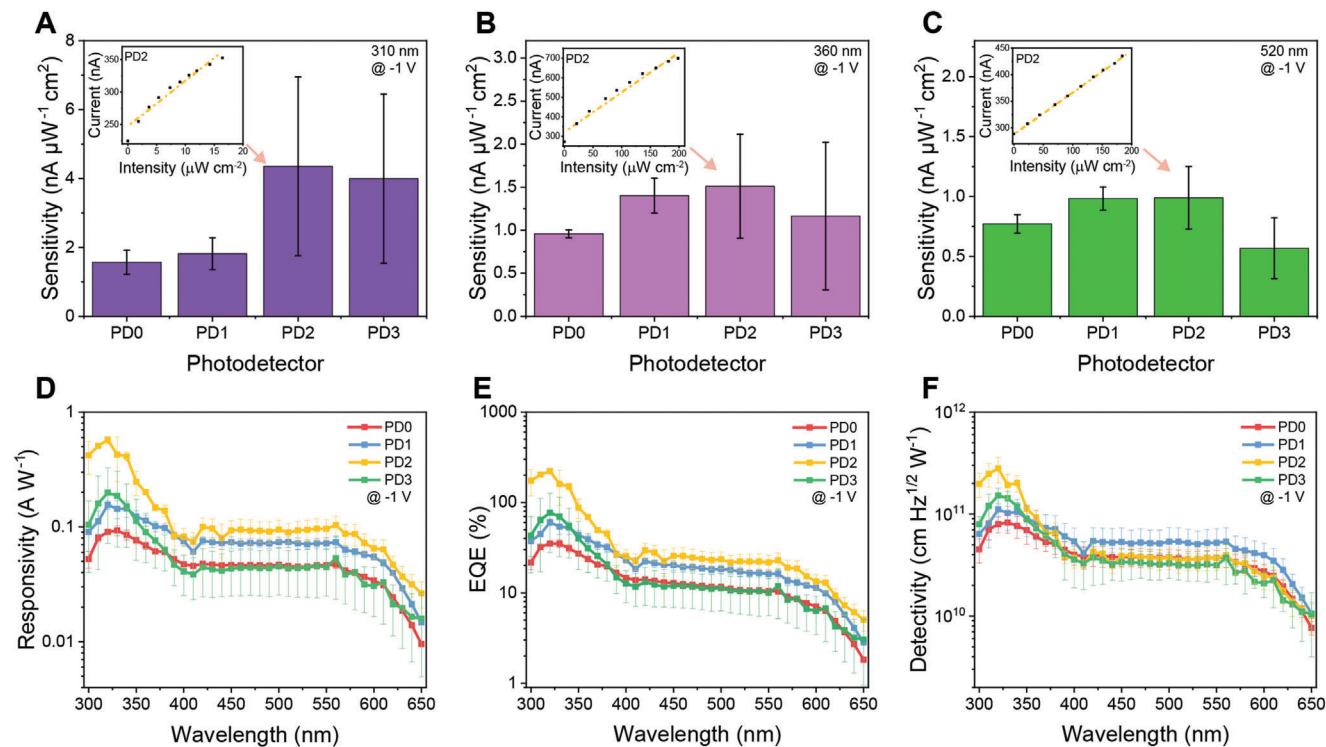 A
Sensitivity (nA μW⁻¹ cm²)
8
6
4
2
0
PD2
310 nm
@ -1 V
Current (nA)
350
300
250
0 5 10 15 20
Intensity (μW cm⁻²)
PD0 PD1 PD2 PD3
Photodetector
B
Sensitivity (nA μW⁻¹ cm²)
3.0
2.5
2.0
1.5
1.0
0.5
0.0
PD2
360 nm
@ -1 V
Current (nA)
700
600
500
400
300
0 50 100 150 200
Intensity (μW cm⁻²)
PD0 PD1 PD2 PD3
Photodetector
C
Sensitivity (nA μW⁻¹ cm²)
2.0
1.5
1.0
0.5
0.0
PD2
520 nm
@ -1 V
Current (nA)
450
400
350
300
0 50 100 150 200
Intensity (μW cm⁻²)
PD0 PD1 PD2 PD3
Photodetector
D
Responsivity (A W⁻¹)
1
0.1
0.01
PD0
PD1
PD2
PD3
@ -1 V
300 350 400 450 500 550 600 650
Wavelength (nm)
E
EQE (%)
1000
100
10
1
PD0
PD1
PD2
PD3
@ -1 V
300 350 400 450 500 550 600 650
Wavelength (nm)
F
Detectivity (cm Hz¹ᐟ² W⁻¹)
10¹²
10¹¹
10¹⁰
PD0
PD1
PD2
PD3
@ -1 V
300 350 400 450 500 550 600 650
Wavelength (nm)